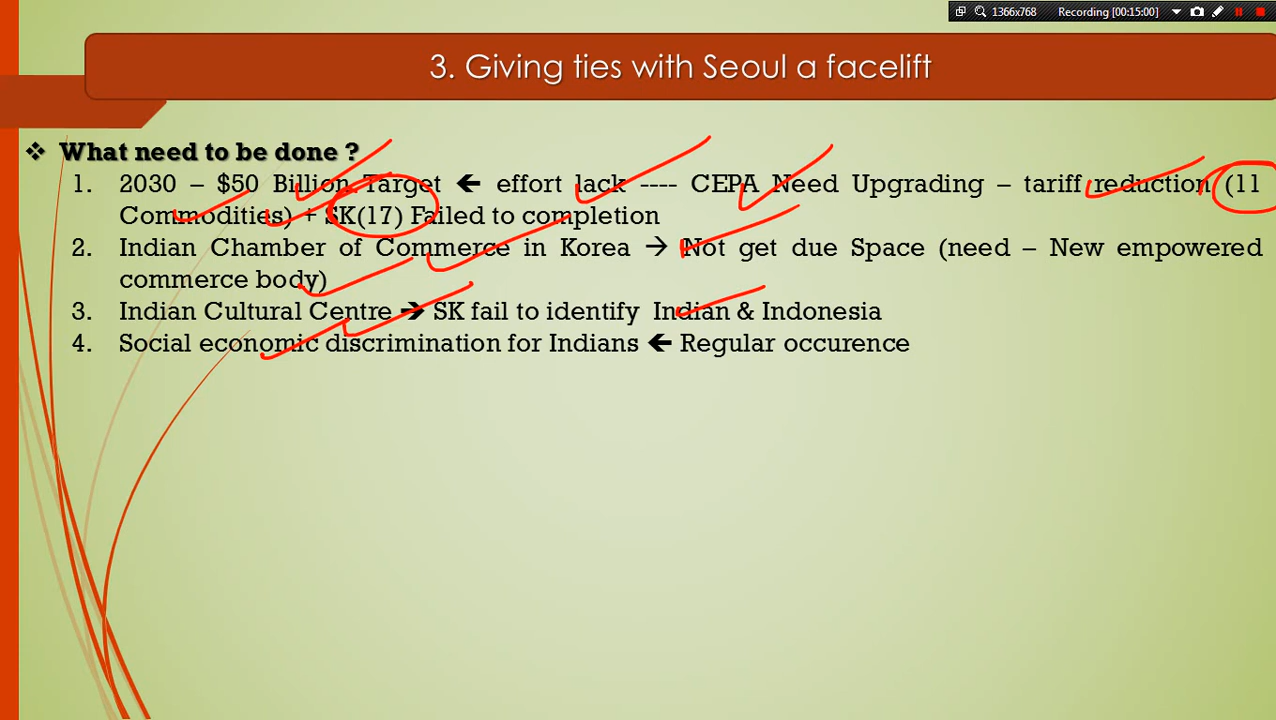 1366x768 Recording [00:15:00]
3. Giving ties with Seoul a facelift
❖ What need to be done ?
1. 2030 – $50 Billion Target 🡸 effort lack ---- CEPA Need Upgrading – tariff reduction (11
Commodities) + SK(17) Failed to completion
2. Indian Chamber of Commerce in Korea → Not get due Space (need – New empowered
commerce body)
3. Indian Cultural Centre 🡺 SK fail to identify Indian & Indonesia
4. Social economic discrimination for Indians 🡸 Regular occurence